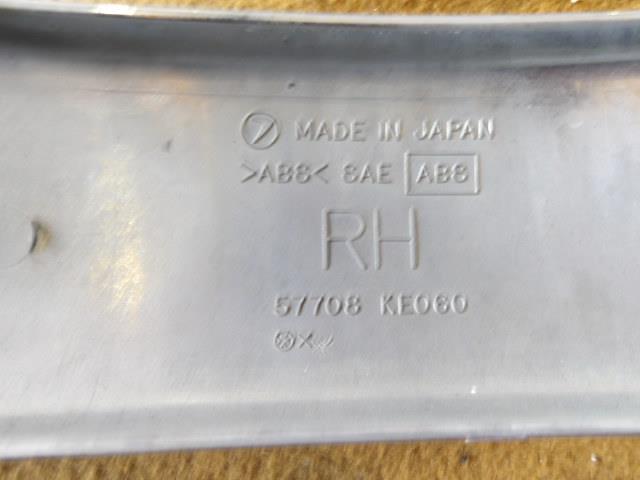 MADE IN JAPAN
>ABS< SAE ABS
RH
57708 KE060